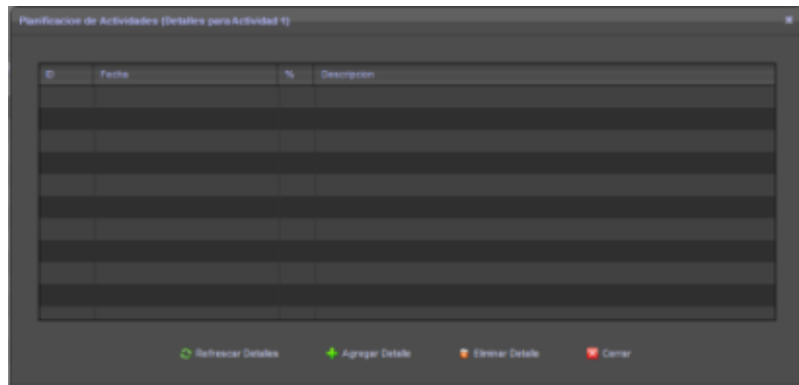 Planificacion de Actividades (Detalles para Actividad 1)
ID Fecha % Descripcion
Refrescar Detalles Agregar Detalle Eliminar Detalle Cerrar